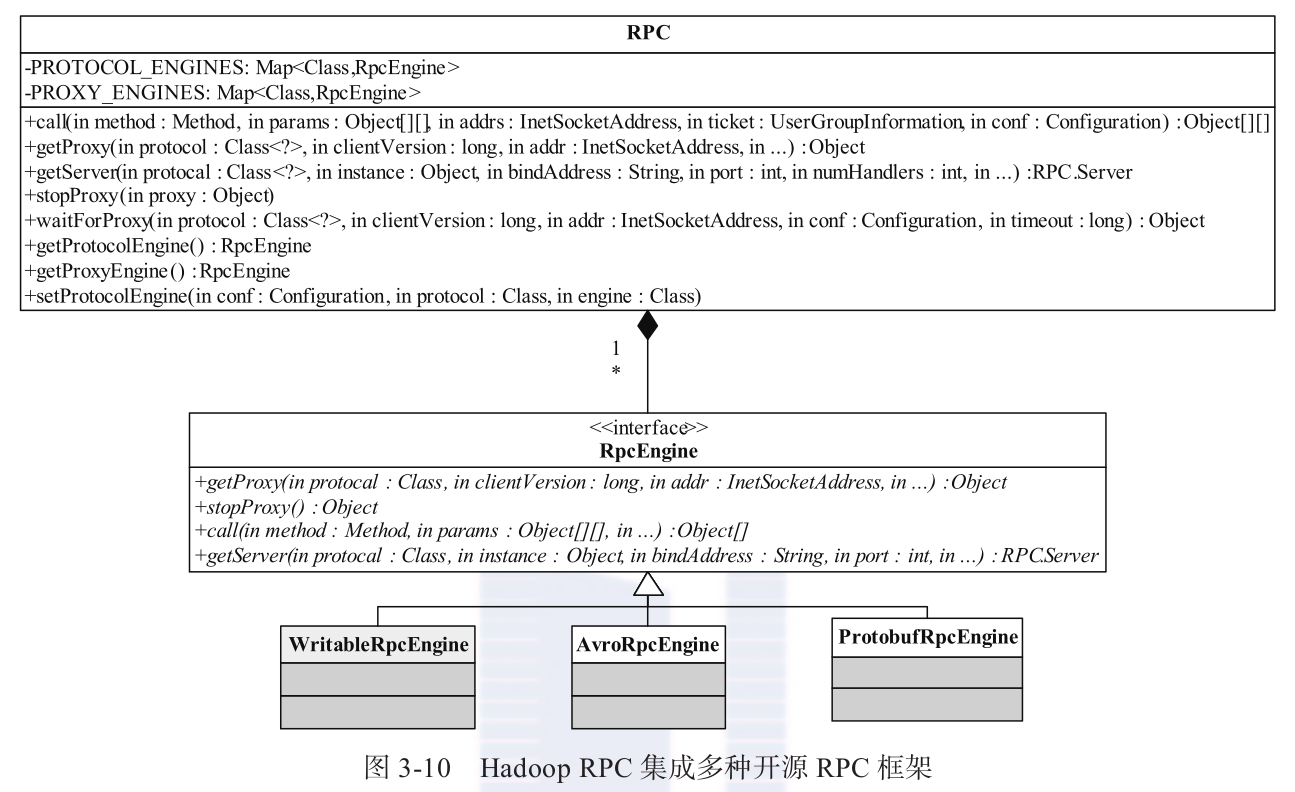 RPC
-PROTOCOL_ENGINES: Map<Class,RpcEngine>
-PROXY_ENGINES: Map<Class,RpcEngine>
+call(in method : Method, in params : Object[][], in addrs : InetSocketAddress, in ticket : UserGroupInformation, in conf : Configuration) : Object[][]
+getProxy(in protocol : Class<?>, in clientVersion : long, in addr : InetSocketAddress, in ...) : Object
+getServer(in protocal : Class<?>, in instance : Object, in bindAddress : String, in port : int, in numHandlers : int, in ...) : RPC.Server
+stopProxy(in proxy : Object)
+waitForProxy(in protocol : Class<?>, in clientVersion : long, in addr : InetSocketAddress, in conf : Configuration, in timeout : long) : Object
+getProtocolEngine() : RpcEngine
+getProxyEngine() : RpcEngine
+setProtocolEngine(in conf : Configuration, in protocol : Class, in engine : Class)
1
*
<<interface>>
RpcEngine
+getProxy(in protocal : Class, in clientVersion : long, in addr : InetSocketAddress, in ...) : Object
+stopProxy() : Object
+call(in method : Method, in params : Object[][], in ...) : Object[]
+getServer(in protocal : Class, in instance : Object, in bindAddress : String, in port : int, in ...) : RPC.Server
WritableRpcEngine
AvroRpcEngine
ProtobufRpcEngine
图 3-10 Hadoop RPC 集成多种开源 RPC 框架